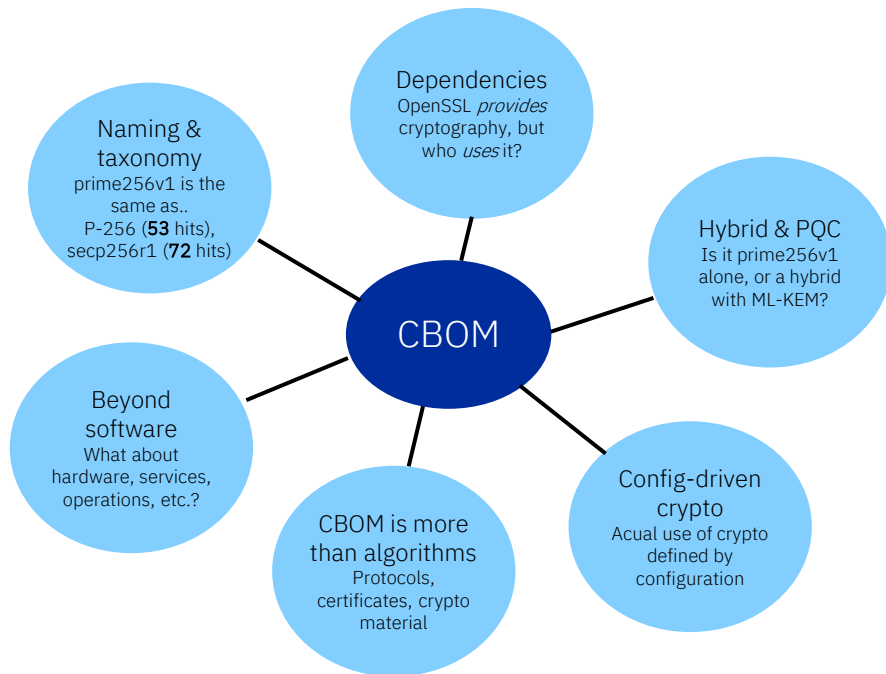 Dependencies
OpenSSL provides
cryptography, but
who uses it?
Naming &
taxonomy
prime256v1 is the
same as..
P-256 (53 hits),
secp256r1 (72 hits)
Hybrid & PQC
Is it prime256v1
alone, or a hybrid
with ML-KEM?
CBOM
Beyond
software
What about
hardware, services,
operations, etc.?
Config-driven
crypto
Acual use of crypto
defined by
configuration
CBOM is more
than algorithms
Protocols,
certificates, crypto
material